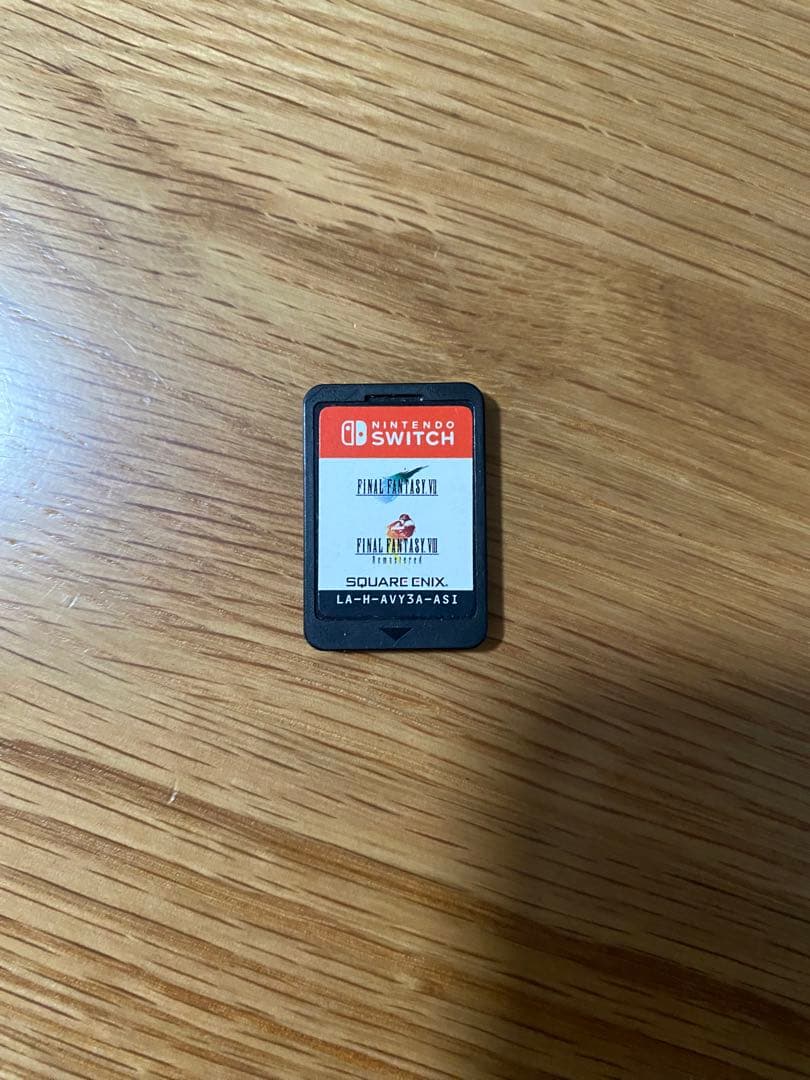 NINTENDO
SWITCH
FINAL FANTASY VII
FINAL FANTASY VIII
Remastered
SQUARE ENIX®
LA-H-AVY3A-ASI